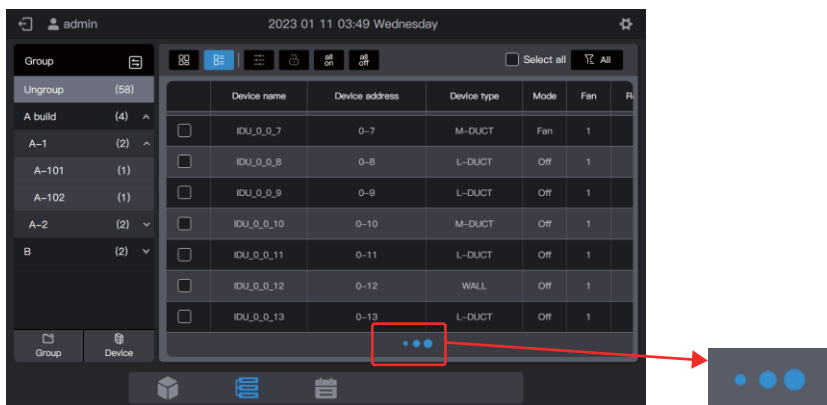 admin 2023 01 11 03:49 Wednesday
Group all on all off Select all All
Ungroup (58)
A build (4)
A-1 (2)
A-101 (1)
A-102 (1)
A-2 (2)
B (2)
Group Device
Device name Device address Device type Mode Fan R
IDU_0_0_7 0-7 M-DUCT Fan 1
IDU_0_0_8 0-8 L-DUCT Off 1
IDU_0_0_9 0-9 L-DUCT Off 1
IDU_0_0_10 0-10 M-DUCT Off 1
IDU_0_0_11 0-11 L-DUCT Off 1
IDU_0_0_12 0-12 WALL Off 1
IDU_0_0_13 0-13 L-DUCT Off 1